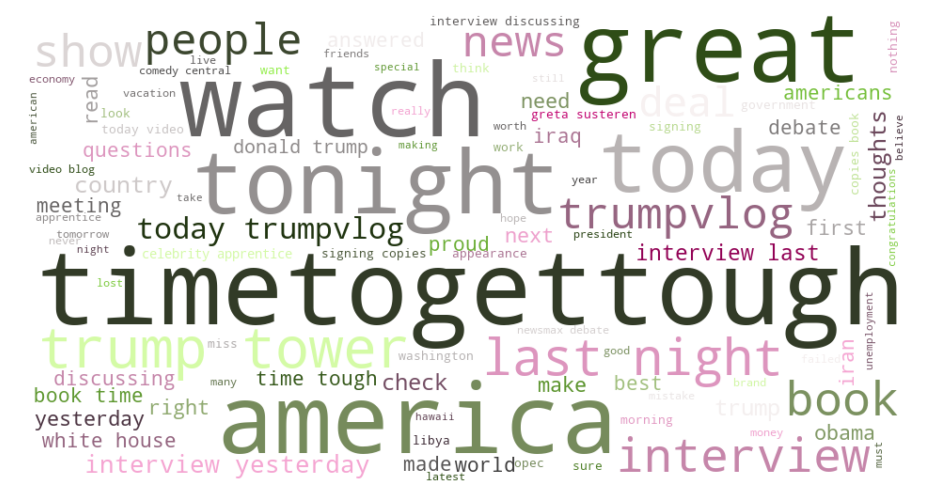 interview discussing
show people answered news great nothing
live friends
comedy central want special think
economy watch still deal americans
american read vacation really need government
look greta susteren
today video making worth iraq signing debate copies book believe
questions donald trump work today thoughts
country tonight year
meeting take trumpvlog first congratulations
apprentice hope
video blog
today trumpvlog proud next president
tomorrow never night celebrity apprentice signing copies appearance interview last
lost timetogettough
newsmax debate unemployment
trump tower miss washington last night good iran failed
discussing many time tough check make best brand
book time mistake
yesterday right america hawaii morning trump book
white house libya money obama
interview yesterday made world opec sure interview must
latest